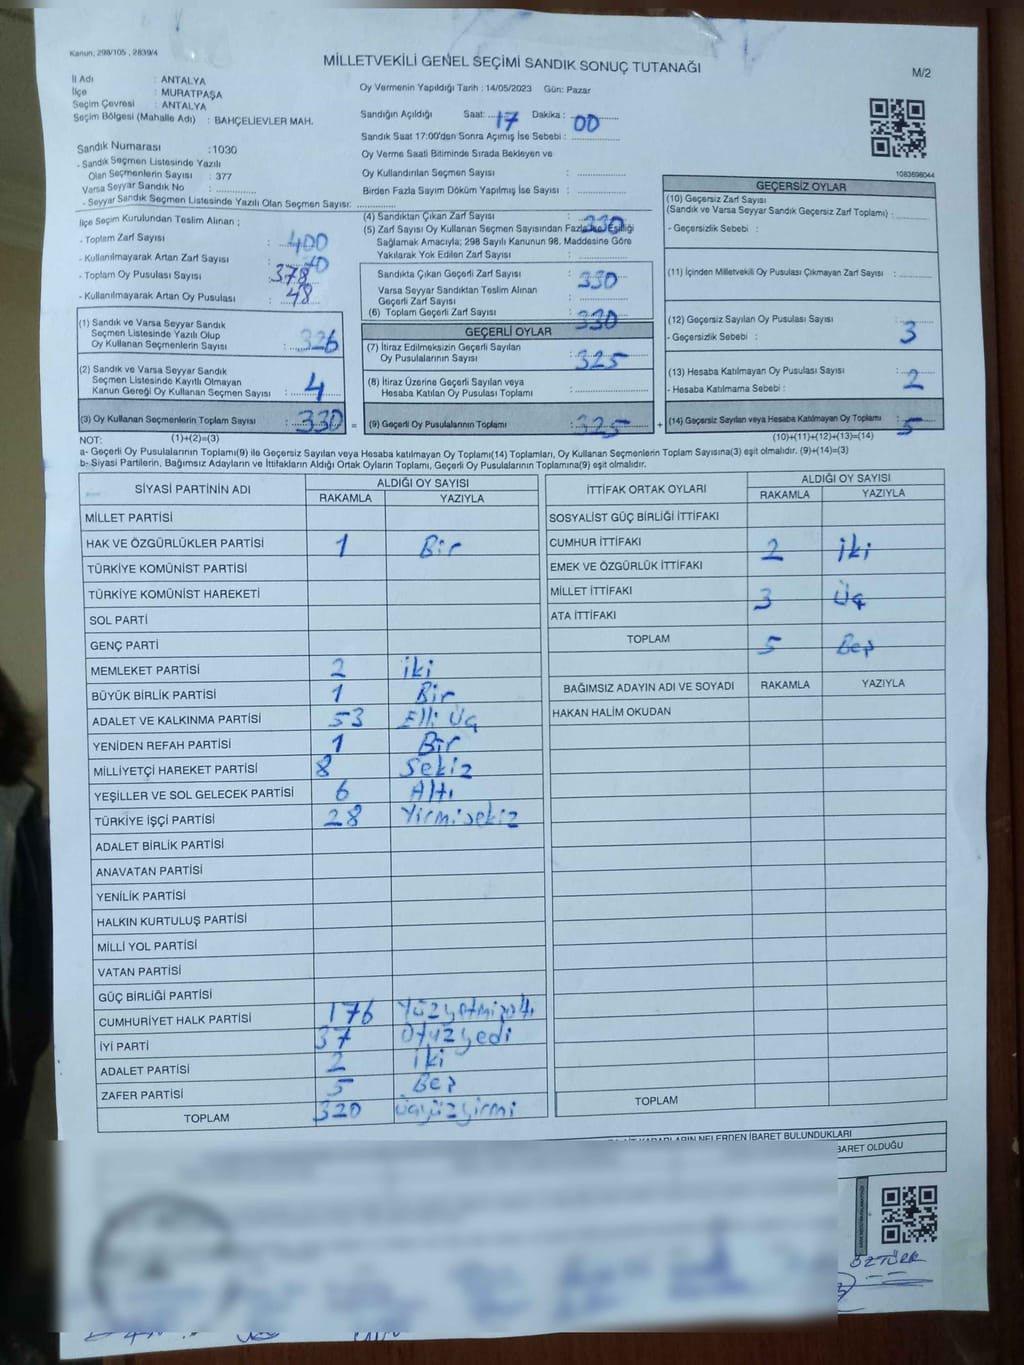 Kanun; 298/105 , 2839/4
MİLLETVEKİLİ GENEL SEÇİMİ SANDIK SONUÇ TUTANAĞI
M/2
İl Adı : ANTALYA
İlçe : MURATPAŞA
Seçim Çevresi : ANTALYA
Seçim Bölgesi (Mahalle Adı) : BAHÇELİEVLER MAH.
Oy Vermenin Yapıldığı Tarih : 14/05/2023 Gün: Pazar
Sandığın Açıldığı Saat: 17 Dakika : 00
Sandık Saat 17:00'den Sonra Açılmış İse Sebebi :
Oy Verme Saati Bitiminde Sırada Bekleyen ve
Oy Kullandırılan Seçmen Sayısı :
Birden Fazla Sayım Döküm Yapılmış İse Sayısı :
Sandık Numarası :1030
- Sandık Seçmen Listesinde Yazılı
Olan Seçmenlerin Sayısı : 377
Varsa Seyyar Sandık No :
- Seyyar Sandık Seçmen Listesinde Yazılı Olan Seçmen Sayısı:
1083698044
İlçe Seçim Kurulundan Teslim Alınan ;
- Toplam Zarf Sayısı : 400
- Kullanılmayarak Artan Zarf Sayısı : 70
- Toplam Oy Pusulası Sayısı : 378
- Kullanılmayarak Artan Oy Pusulası : 48
(1) Sandık ve Varsa Seyyar Sandık
Seçmen Listesinde Yazılı Olup
Oy Kullanan Seçmenlerin Sayısı : 326
(2) Sandık ve Varsa Seyyar Sandık
Seçmen Listesinde Kayıtlı Olmayan
Kanun Gereği Oy Kullanan Seçmen Sayısı : 4
(3) Oy Kullanan Seçmenlerin Toplam Sayısı : 330
(4) Sandıktan Çıkan Zarf Sayısı : 330
(5) Zarf Sayısı Oy Kullanan Seçmen Sayısından Fazla ise, Eşitliği
Sağlamak Amacıyla; 298 Sayılı Kanunun 98. Maddesine Göre
Yakılarak Yok Edilen Zarf Sayısı :
Sandıkta Çıkan Geçerli Zarf Sayısı : 330
Varsa Seyyar Sandıktan Teslim Alınan
Geçerli Zarf Sayısı :
(6) Toplam Geçerli Zarf Sayısı : 330
GEÇERLİ OYLAR
(7) İtiraz Edilmeksizin Geçerli Sayılan
Oy Pusulalarının Sayısı : 325
(8) İtiraz Üzerine Geçerli Sayılan veya
Hesaba Katılan Oy Pusulası Toplamı :
= (9) Geçerli Oy Pusulalarının Toplamı : 325 +
GEÇERSİZ OYLAR
(10) Geçersiz Zarf Sayısı
(Sandık ve Varsa Seyyar Sandık Geçersiz Zarf Toplamı) :
- Geçersizlik Sebebi :
(11) İçinden Milletvekili Oy Pusulası Çıkmayan Zarf Sayısı :
(12) Geçersiz Sayılan Oy Pusulası Sayısı : 3
- Geçersizlik Sebebi :
(13) Hesaba Katılmayan Oy Pusulası Sayısı : 2
- Hesaba Katılmama Sebebi :
(14) Geçersiz Sayılan veya Hesaba Katılmayan Oy Toplamı : 5
NOT: (1)+(2)=(3)
(10)+(11)+(12)+(13)=(14)
a- Geçerli Oy Pusulalarının Toplamı(9) ile Geçersiz Sayılan veya Hesaba katılmayan Oy Toplamı(14) Toplamları, Oy Kullanan Seçmenlerin Toplam Sayısına(3) eşit olmalıdır. (9)+(14)=(3)
b- Siyasi Partilerin, Bağımsız Adayların ve İttifakların Aldığı Ortak Oyların Toplamı, Geçerli Oy Pusulalarının Toplamına(9) eşit olmalıdır.
SİYASİ PARTİNİN ADI ALDIĞI OY SAYISI
RAKAMLA YAZIYLA
MİLLET PARTİSİ
HAK VE ÖZGÜRLÜKLER PARTİSİ 1 Bir
TÜRKİYE KOMÜNİST PARTİSİ
TÜRKİYE KOMÜNİST HAREKETİ
SOL PARTİ
GENÇ PARTİ
MEMLEKET PARTİSİ 2 iki
BÜYÜK BİRLİK PARTİSİ 1 Bir
ADALET VE KALKINMA PARTİSİ 53 Elli Üç
YENİDEN REFAH PARTİSİ 1 Bir
MİLLİYETÇİ HAREKET PARTİSİ 8 Sekiz
YEŞİLLER VE SOL GELECEK PARTİSİ 6 Altı
TÜRKİYE İŞÇİ PARTİSİ 28 Yirmisekiz
ADALET BİRLİK PARTİSİ
ANAVATAN PARTİSİ
YENİLİK PARTİSİ
HALKIN KURTULUŞ PARTİSİ
MİLLİ YOL PARTİSİ
VATAN PARTİSİ
GÜÇ BİRLİĞİ PARTİSİ
CUMHURİYET HALK PARTİSİ 176 Yüzyetmişaltı
İYİ PARTİ 37 Otuzyedi
ADALET PARTİSİ 2 iki
ZAFER PARTİSİ 5 Beş
TOPLAM 320 üçyüzyirmi
İTTİFAK ORTAK OYLARI ALDIĞI OY SAYISI
RAKAMLA YAZIYLA
SOSYALİST GÜÇ BİRLİĞİ İTTİFAKI
CUMHUR İTTİFAKI 2 iki
EMEK VE ÖZGÜRLÜK İTTİFAKI
MİLLET İTTİFAKI 3 Üç
ATA İTTİFAKI
TOPLAM 5 Beş
BAĞIMSIZ ADAYIN ADI VE SOYADI RAKAMLA YAZIYLA
HAKAN HALİM OKUDAN
TOPLAM
NELERDEN İBARET BULUNDUKLARI
BARET OLDUĞU
ÖZTÜRK